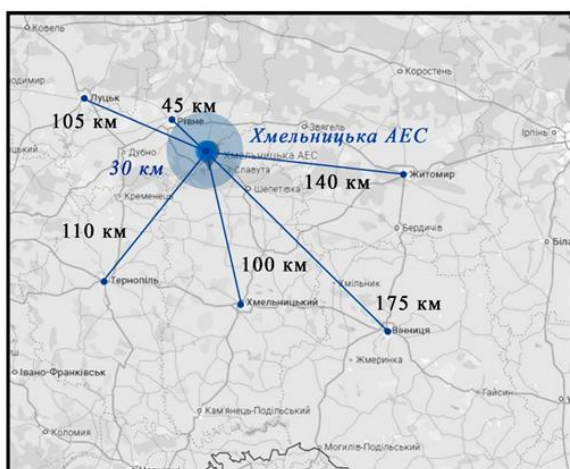 Ковель
Коростень
Луцьк
45 км
Рівне
105 км
Звягель
Хмельницька АЕС
Ірпінь
Дубно
Хмельницька АЕС
30 км
Славута
Шепетівка
140 км
Житомир
Кременець
110 км
Бердичів
Біла
100 км
Тернопіль
Хмільник
Хмельницький
175 км
Вінниця
Жмеринка
Івано-Франківськ
Гайсин
Кам'янець-Подільський
Коломия
Могилів-Подільський